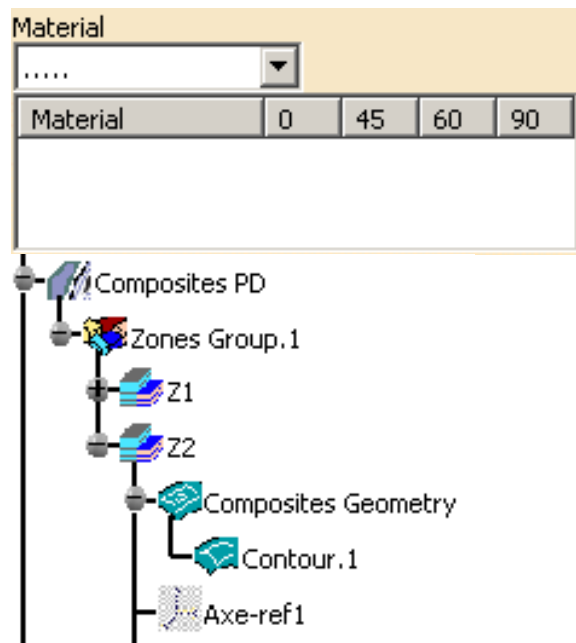 Material
.....
Material 0 45 60 90
Composites PD
Zones Group.1
Z1
Z2
Composites Geometry
Contour.1
Axe-ref1